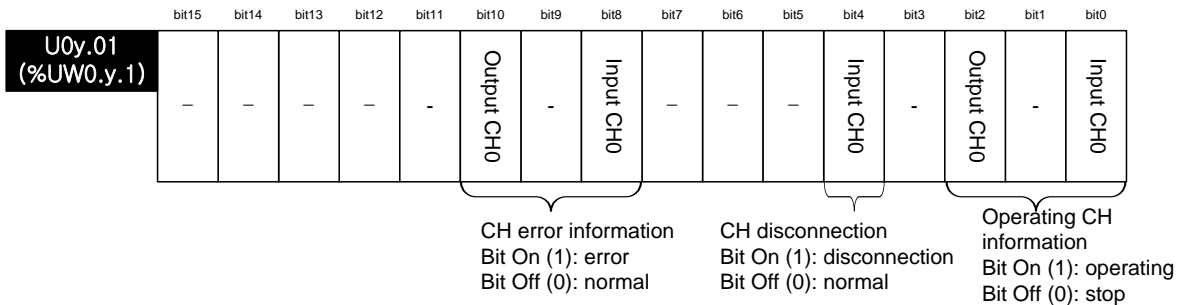 bit15 bit14 bit13 bit12 bit11 bit10 bit9 bit8 bit7 bit6 bit5 bit4 bit3 bit2 bit1 bit0
U0y.01
(%UW0.y.1)
– – – – - Output CH0 - Input CH0 – – – Input CH0 - Output CH0 - Input CH0
CH error information
Bit On (1): error
Bit Off (0): normal
CH disconnection
Bit On (1): disconnection
Bit Off (0): normal
Operating CH
information
Bit On (1): operating
Bit Off (0): stop